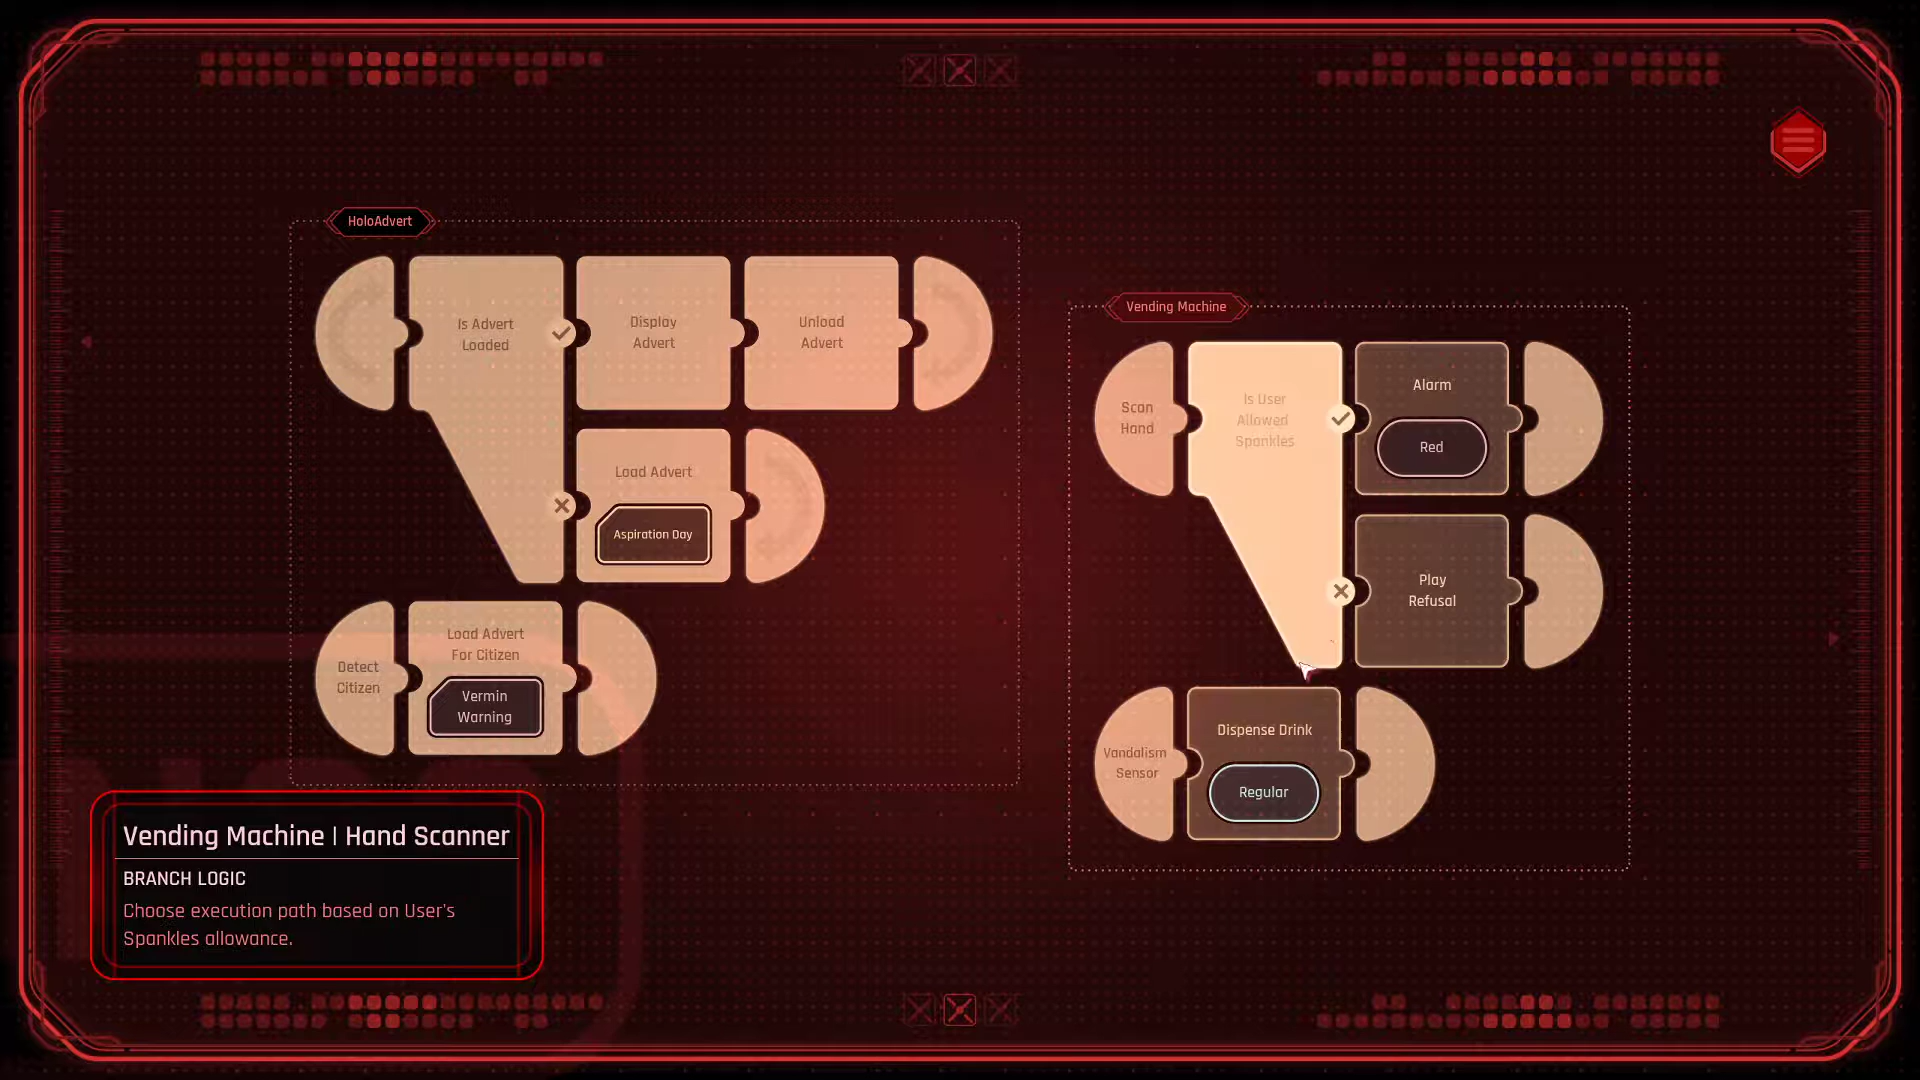 HoloAdvert
Is Advert
Loaded
Display
Advert
Unload
Advert
Load Advert
Aspiration Day
Detect
Citizen
Load Advert
For Citizen
Vermin
Warning
Vending Machine
Scan
Hand
Is User
Allowed
Spankles
Alarm
Red
Play
Refusal
Vandalism
Sensor
Dispense Drink
Regular
Vending Machine | Hand Scanner
BRANCH LOGIC
Choose execution path based on User's
Spankles allowance.